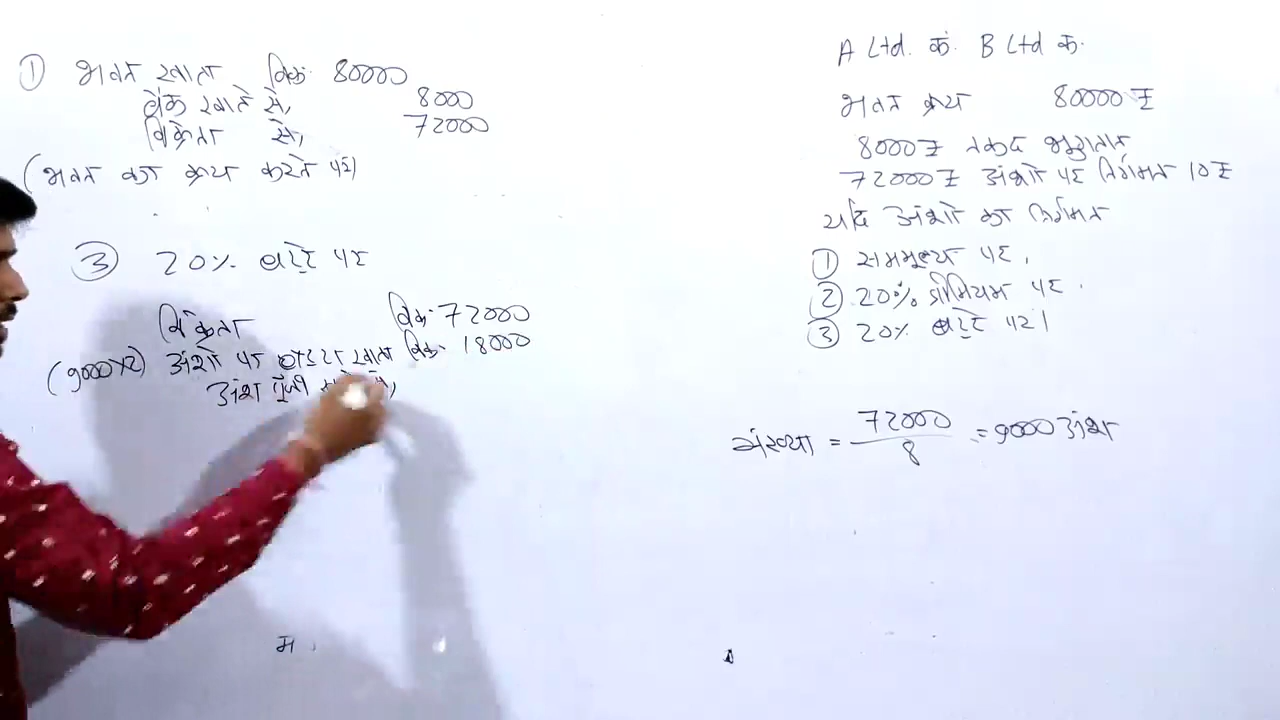 ① भवन खाता विक. 80000
बैंक खाते से, 8000
विक्रेता से, 72000
(भवन का क्रय करने पर)
③ 20% बट्टे पर
विक्रेता विक. 72000
(9000×2) अंशो पर बट्टा खाता विक. 18000
अंश पूंजी
म
A Ltd. कं. B Ltd कं.
भवन क्रय 80000 ₹
8000₹ नकद भुगतान
72000₹ अंशो पर निर्गमन 10₹
यदि अंशो का निर्गमन
① सममूल्य पर,
② 20% प्रीमियम पर.
③ 20% बट्टे पर।
संख्या = 72000 / 8 = 9000 अंश